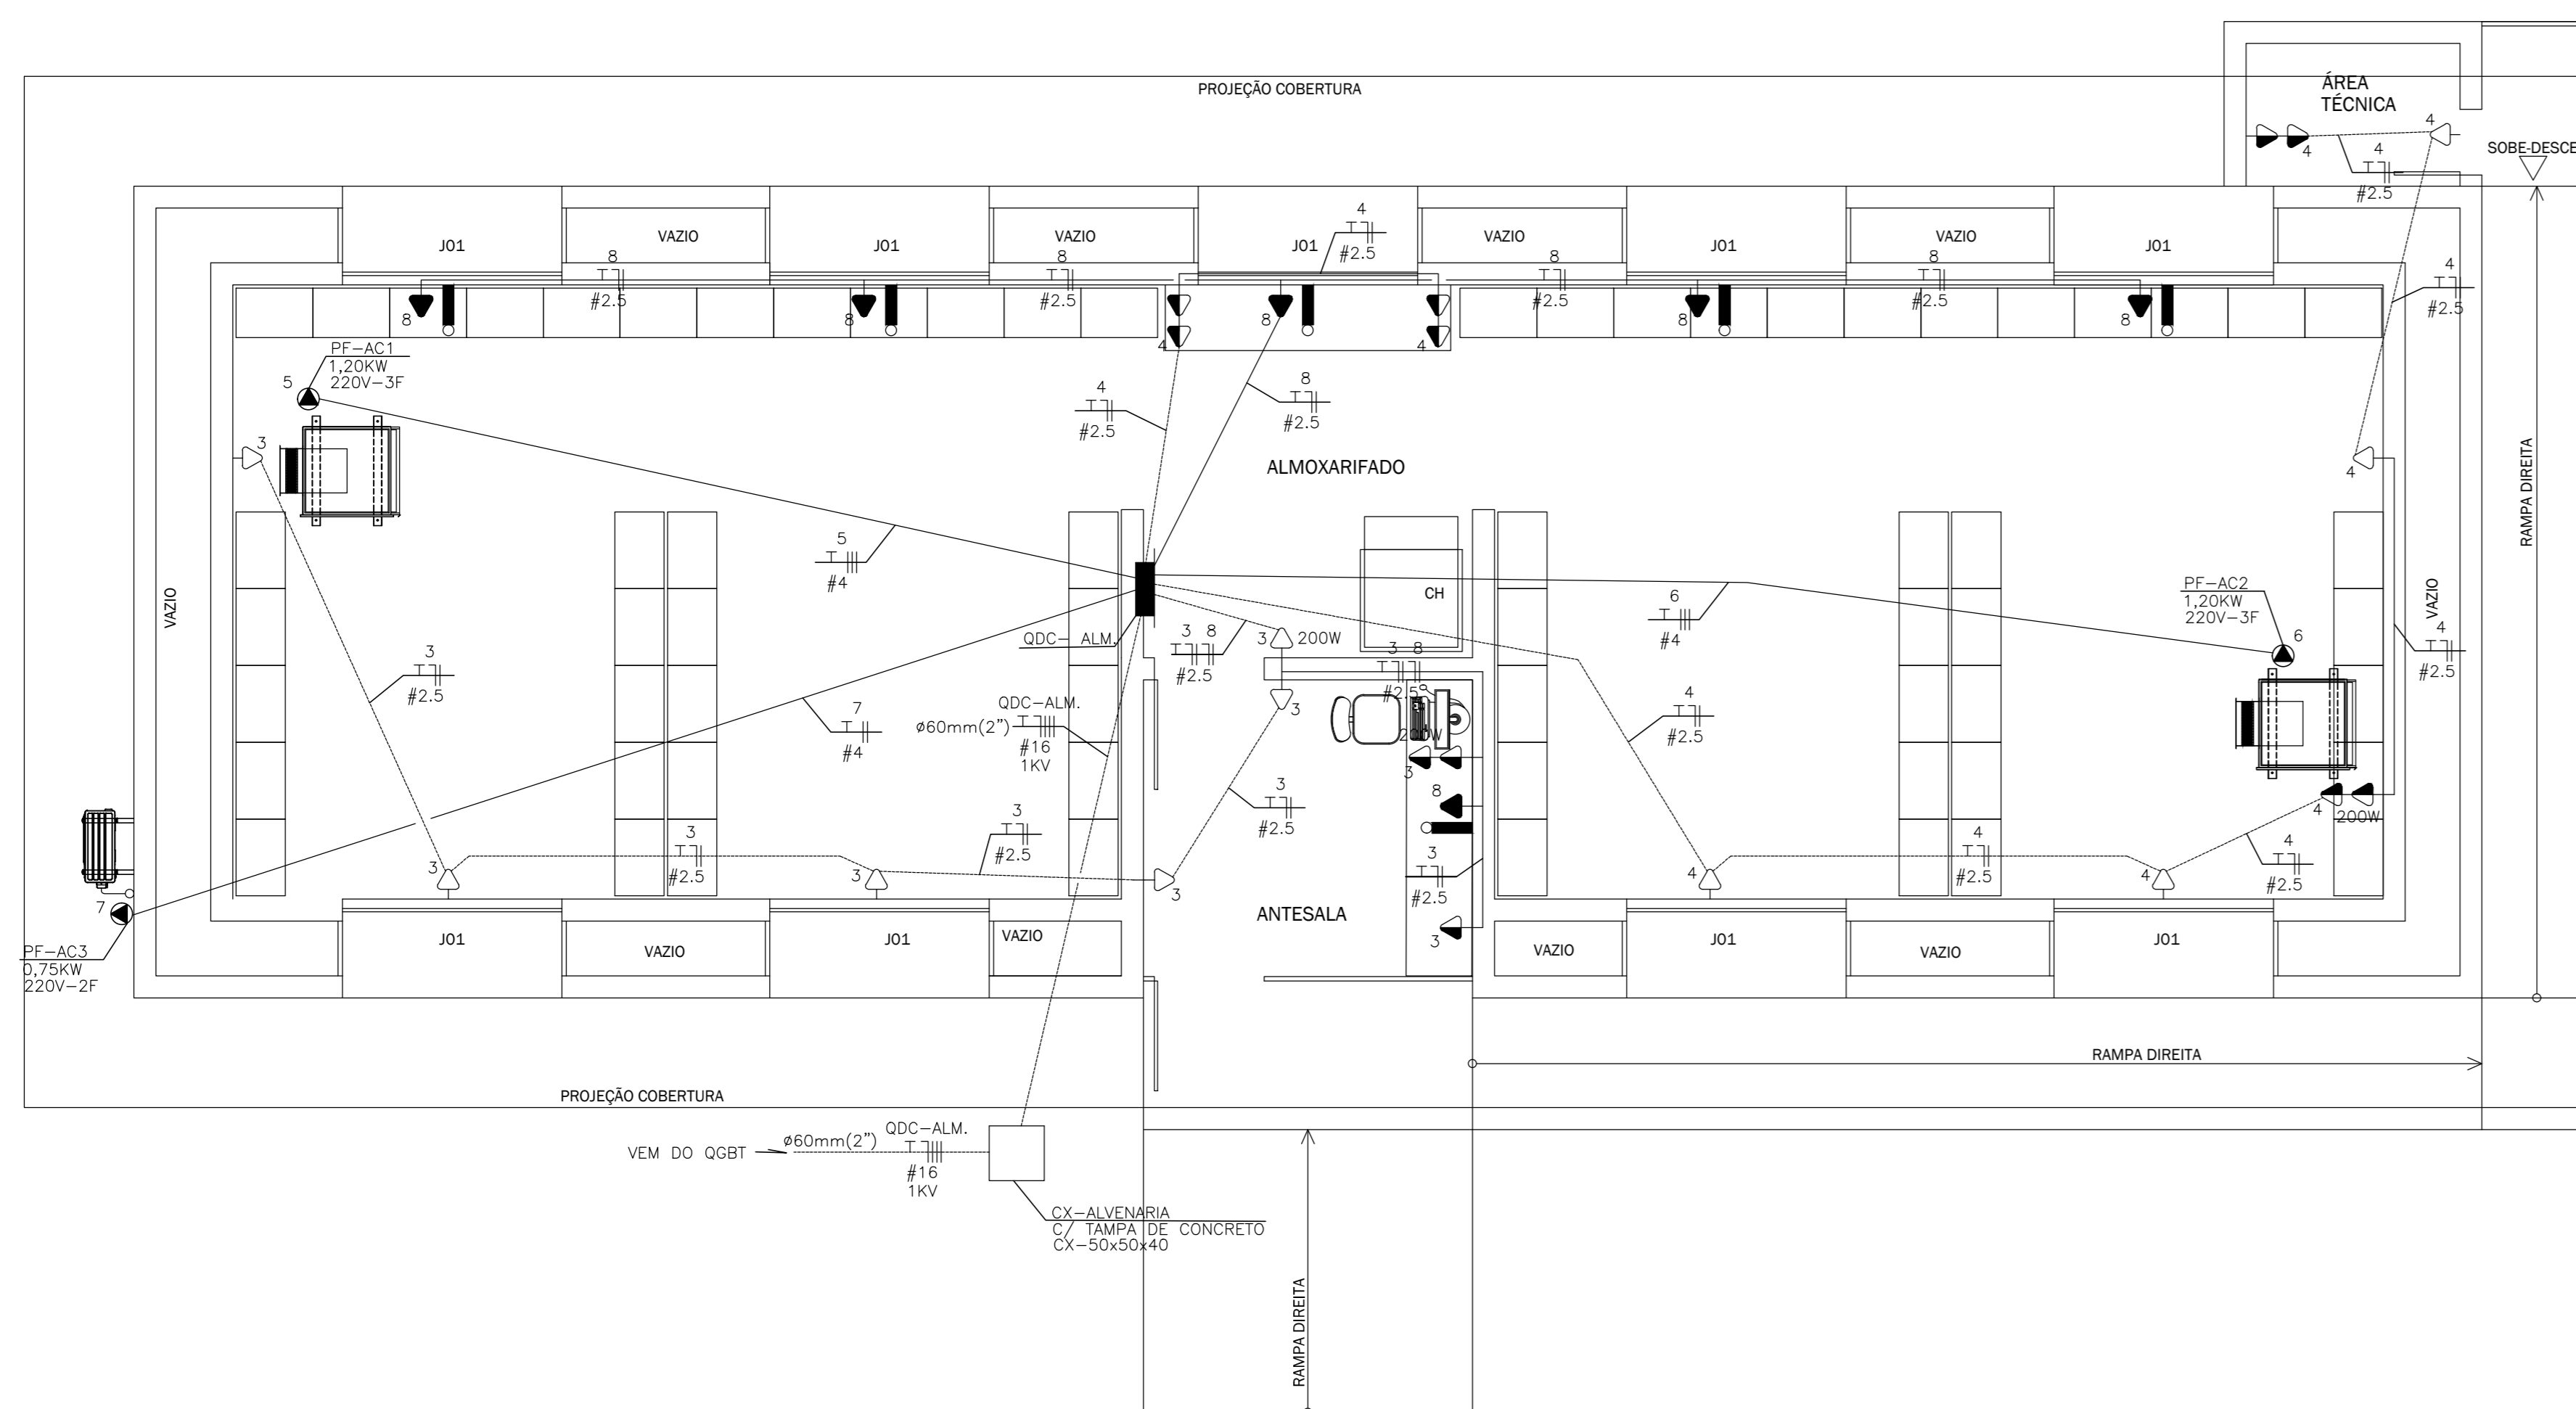 PROJEÇÃO COBERTURA
ÁREA
TÉCNICA
4
4
4
#2.5
SOBE-DESCE
J01
VAZIO
J01
VAZIO
J01
VAZIO
J01
VAZIO
J01
4
#2.5
8
#2.5
8
#2.5
8
#2.5
8
#2.5
4
#2.5
8
8
8
8
8
4
4
PF-AC1
1,20KW
220V-3F
5
3
4
#2.5
8
#2.5
ALMOXARIFADO
4
RAMPA DIREITA
5
#4
VAZIO
CH
6
#4
PF-AC2
1,20KW
220V-3F
6
VAZIO
QDC- ALM.
3 8
#2.5
3
200W
3 8
#2.5
4
#2.5
3
#2.5
QDC-ALM.
ø60mm(2")
#16
1KV
3
7
#4
4
#2.5
200W
3
8
3
#2.5
4
200W
3
#2.5
3
#2.5
4
#2.5
4
#2.5
3
3
3
3
#2.5
4
4
7
ANTESALA
3
PF-AC3
0,75KW
220V-2F
J01
VAZIO
J01
VAZIO
VAZIO
J01
VAZIO
J01
RAMPA DIREITA
PROJEÇÃO COBERTURA
VEM DO QGBT
ø60mm(2")
QDC-ALM.
#16
1KV
CX-ALVENARIA
C/ TAMPA DE CONCRETO
CX-50x50x40
RAMPA DIREITA